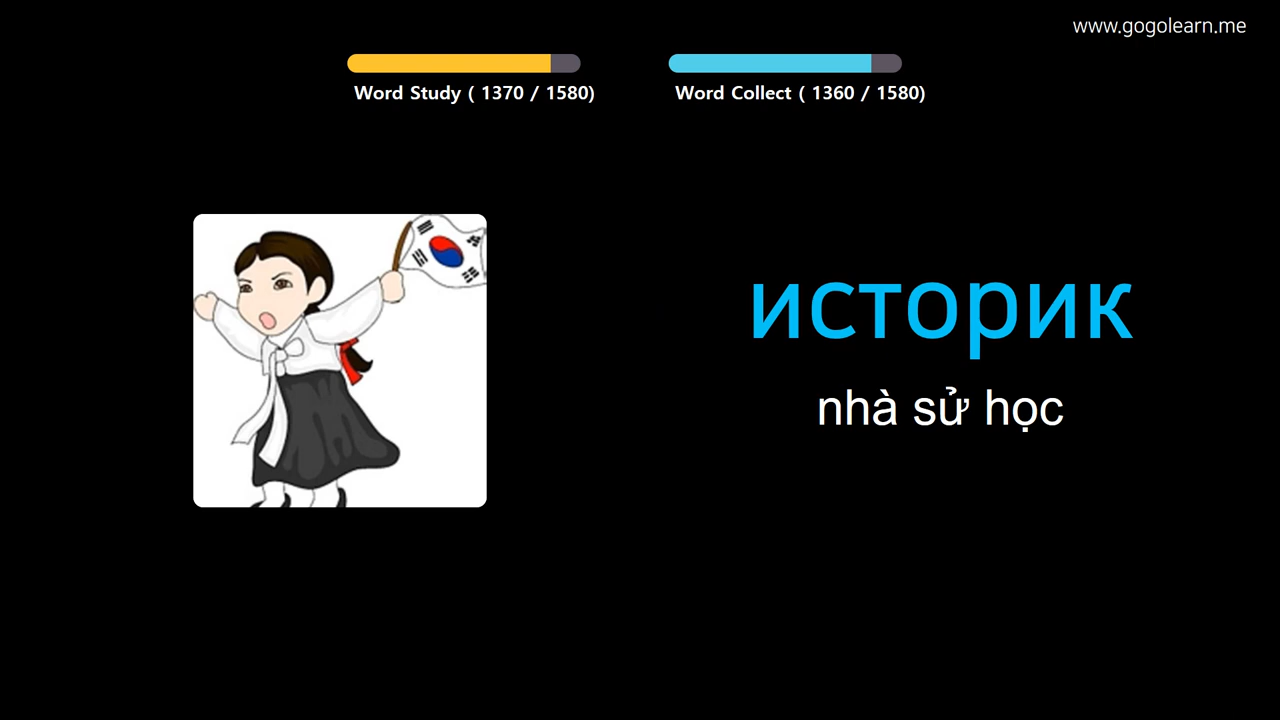 www.gogolearn.me
Word Study ( 1370 / 1580)
Word Collect ( 1360 / 1580)
историк
nhà sử học